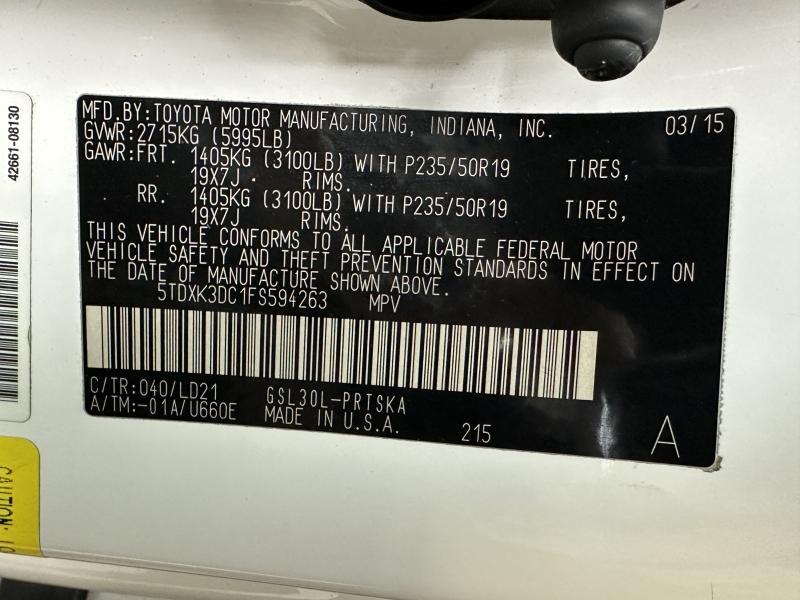 MFD.BY:TOYOTA MOTOR MANUFACTURING, INDIANA, INC. 03/15
GVWR:2715KG (5995LB)
GAWR:FRT. 1405KG (3100LB) WITH P235/50R19 TIRES,
19X7J RIMS.
RR. 1405KG (3100LB) WITH P235/50R19 TIRES,
19X7J RIMS.
THIS VEHICLE CONFORMS TO ALL APPLICABLE FEDERAL MOTOR
VEHICLE SAFETY AND THEFT PREVENTION STANDARDS IN EFFECT ON
THE DATE OF MANUFACTURE SHOWN ABOVE.
5TDXK3DC1FS594263 MPV
C/TR:040/LD21 GSL30L-PRTSKA
A/TM:-01A/U660E MADE IN U.S.A. 215 A
42661-08130
CAUTION.